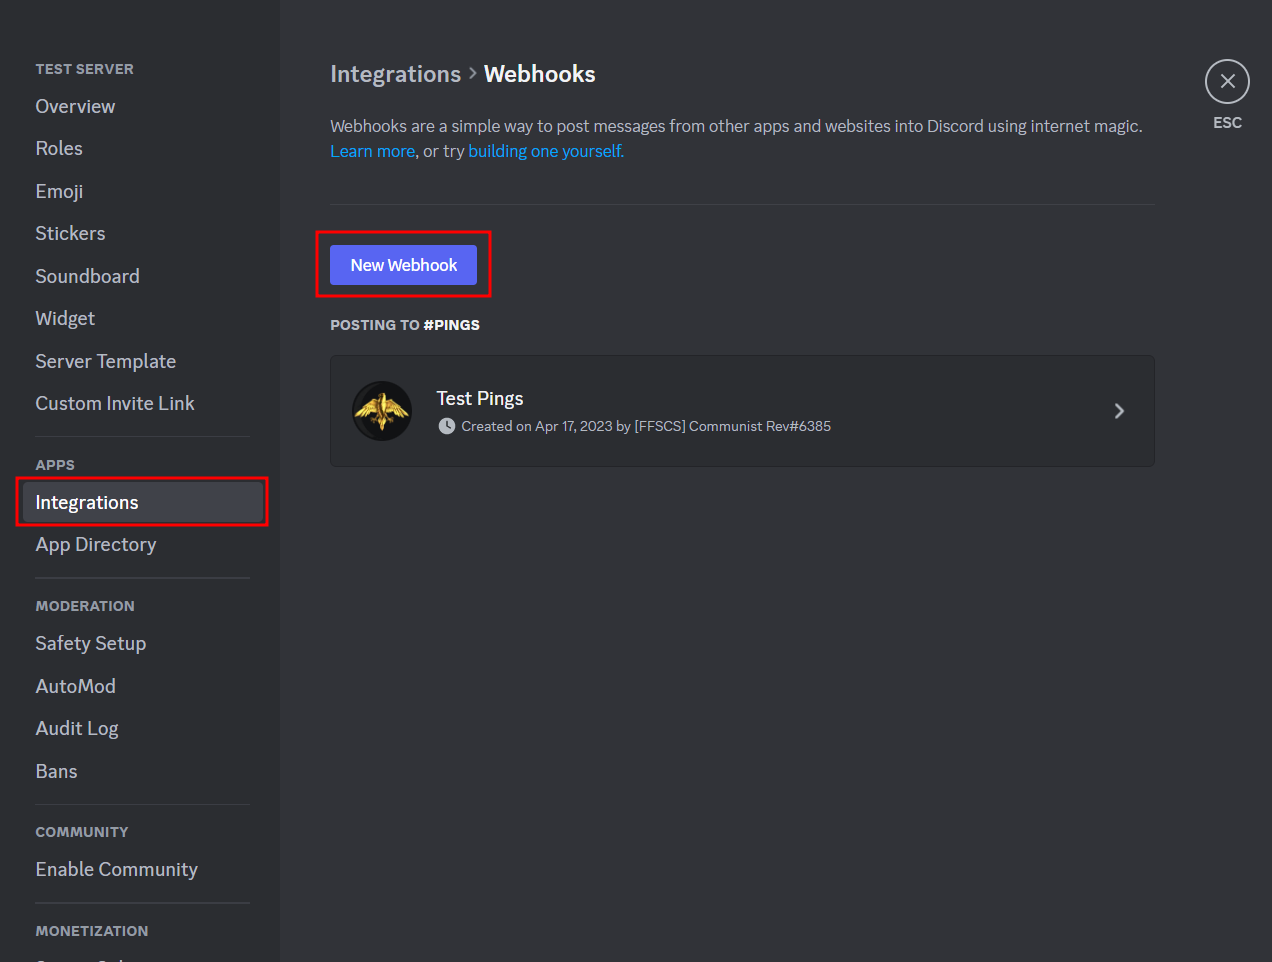 TEST SERVER
Overview
Roles
Emoji
Stickers
Soundboard
Widget
Server Template
Custom Invite Link
APPS
Integrations
App Directory
MODERATION
Safety Setup
AutoMod
Audit Log
Bans
COMMUNITY
Enable Community
MONETIZATION
Integrations > Webhooks
Webhooks are a simple way to post messages from other apps and websites into Discord using internet magic.
Learn more, or try building one yourself.
New Webhook
POSTING TO #PINGS
Test Pings
Created on Apr 17, 2023 by [FFSCS] Communist Rev#6385
ESC